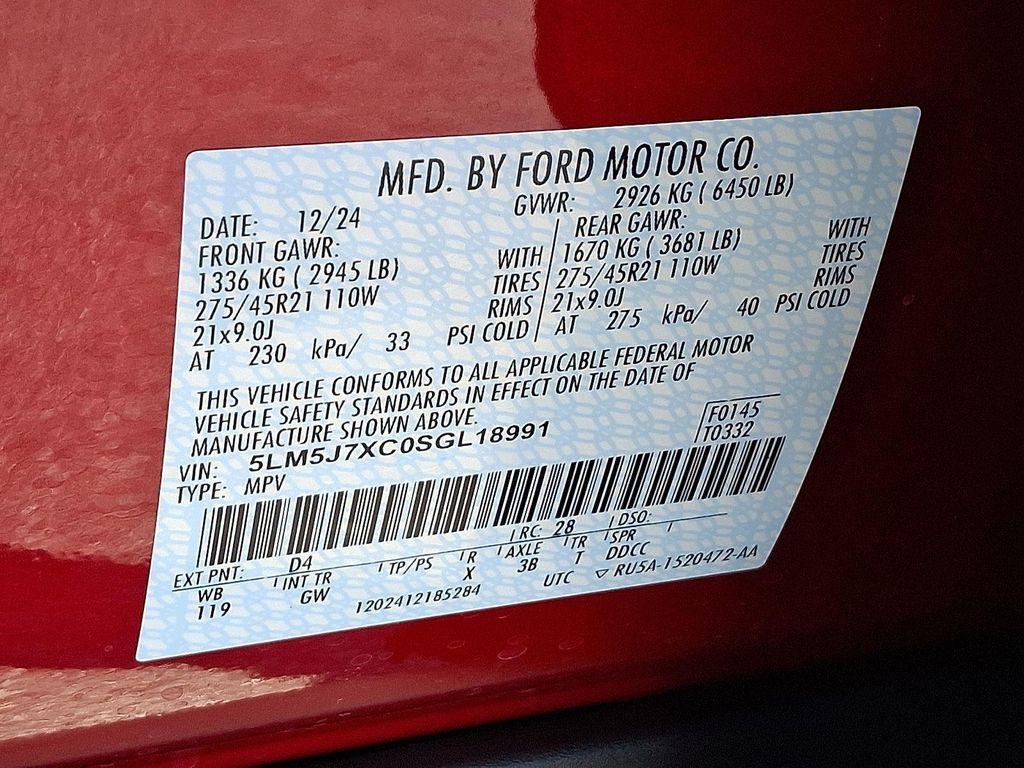 MFD. BY FORD MOTOR CO.
DATE: 12/24 GVWR: 2926 KG ( 6450 LB)
FRONT GAWR: REAR GAWR:
1336 KG ( 2945 LB) WITH 1670 KG ( 3681 LB) WITH
275/45R21 110W TIRES 275/45R21 110W TIRES
21x9.0J RIMS 21x9.0J RIMS
AT 230 kPa/ 33 PSI COLD AT 275 kPa/ 40 PSI COLD
THIS VEHICLE CONFORMS TO ALL APPLICABLE FEDERAL MOTOR
VEHICLE SAFETY STANDARDS IN EFFECT ON THE DATE OF
MANUFACTURE SHOWN ABOVE.
VIN: 5LM5J7XC0SGL18991 F0145
TYPE: MPV T0332
EXT PNT: D4 RC: 28 DSO:
WB INT TR TP/PS R AXLE TR SPR
119 GW X 3B T DDCC
1202412185284 UTC ▽ RU5A-1520472-AA